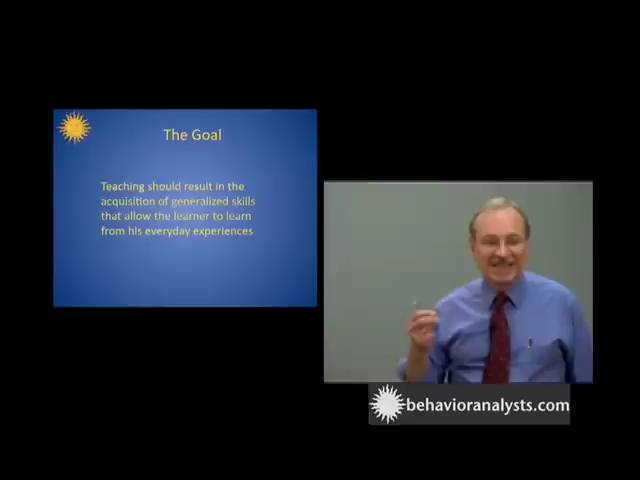 The Goal
Teaching should result in the
acquisition of generalized skills
that allow the learner to learn
from his everyday experiences
behavioranalysts.com